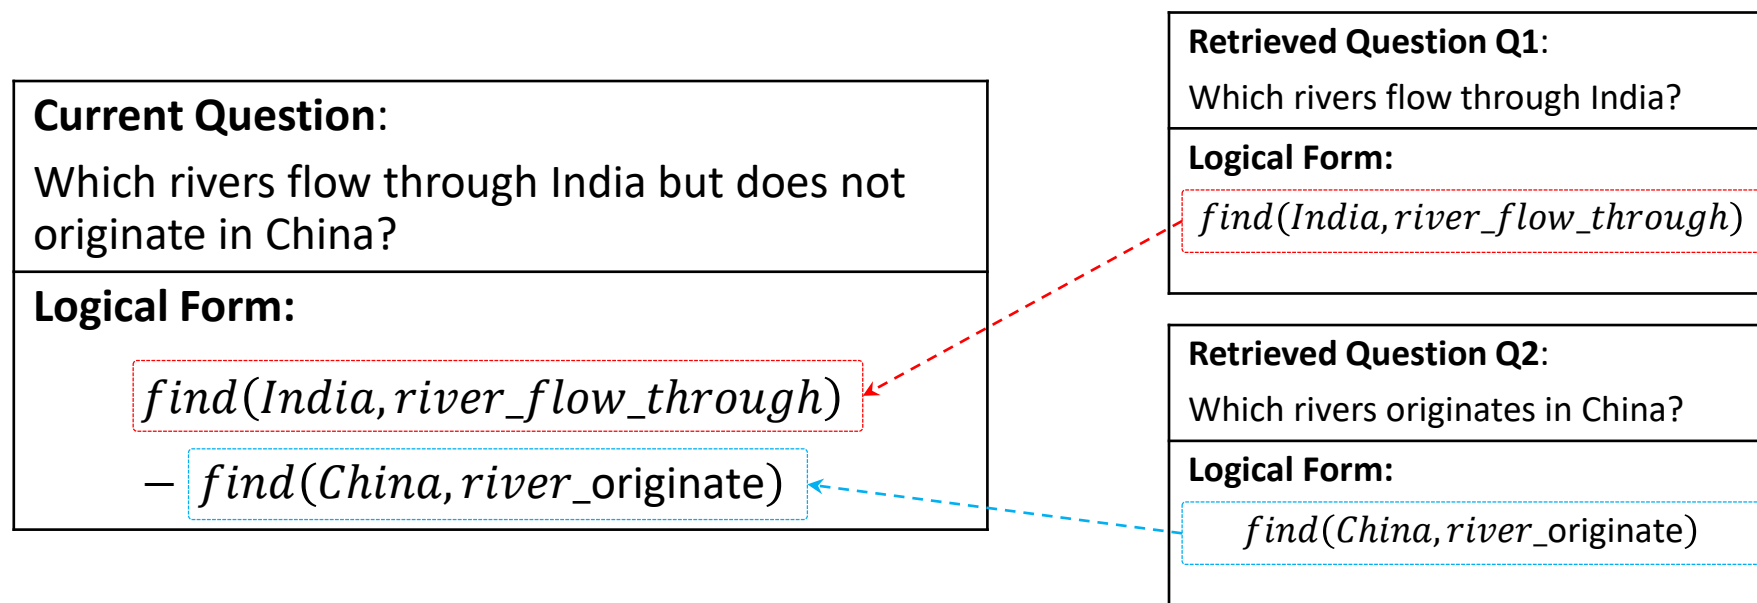 Current Question:
Which rivers flow through India but does not
originate in China?
Logical Form:
find(India,river_flow_through)
− find(China,river_originate)
Retrieved Question Q1:
Which rivers flow through India?
Logical Form:
find(India,river_flow_through)
Retrieved Question Q2:
Which rivers originates in China?
Logical Form:
find(China,river_originate)